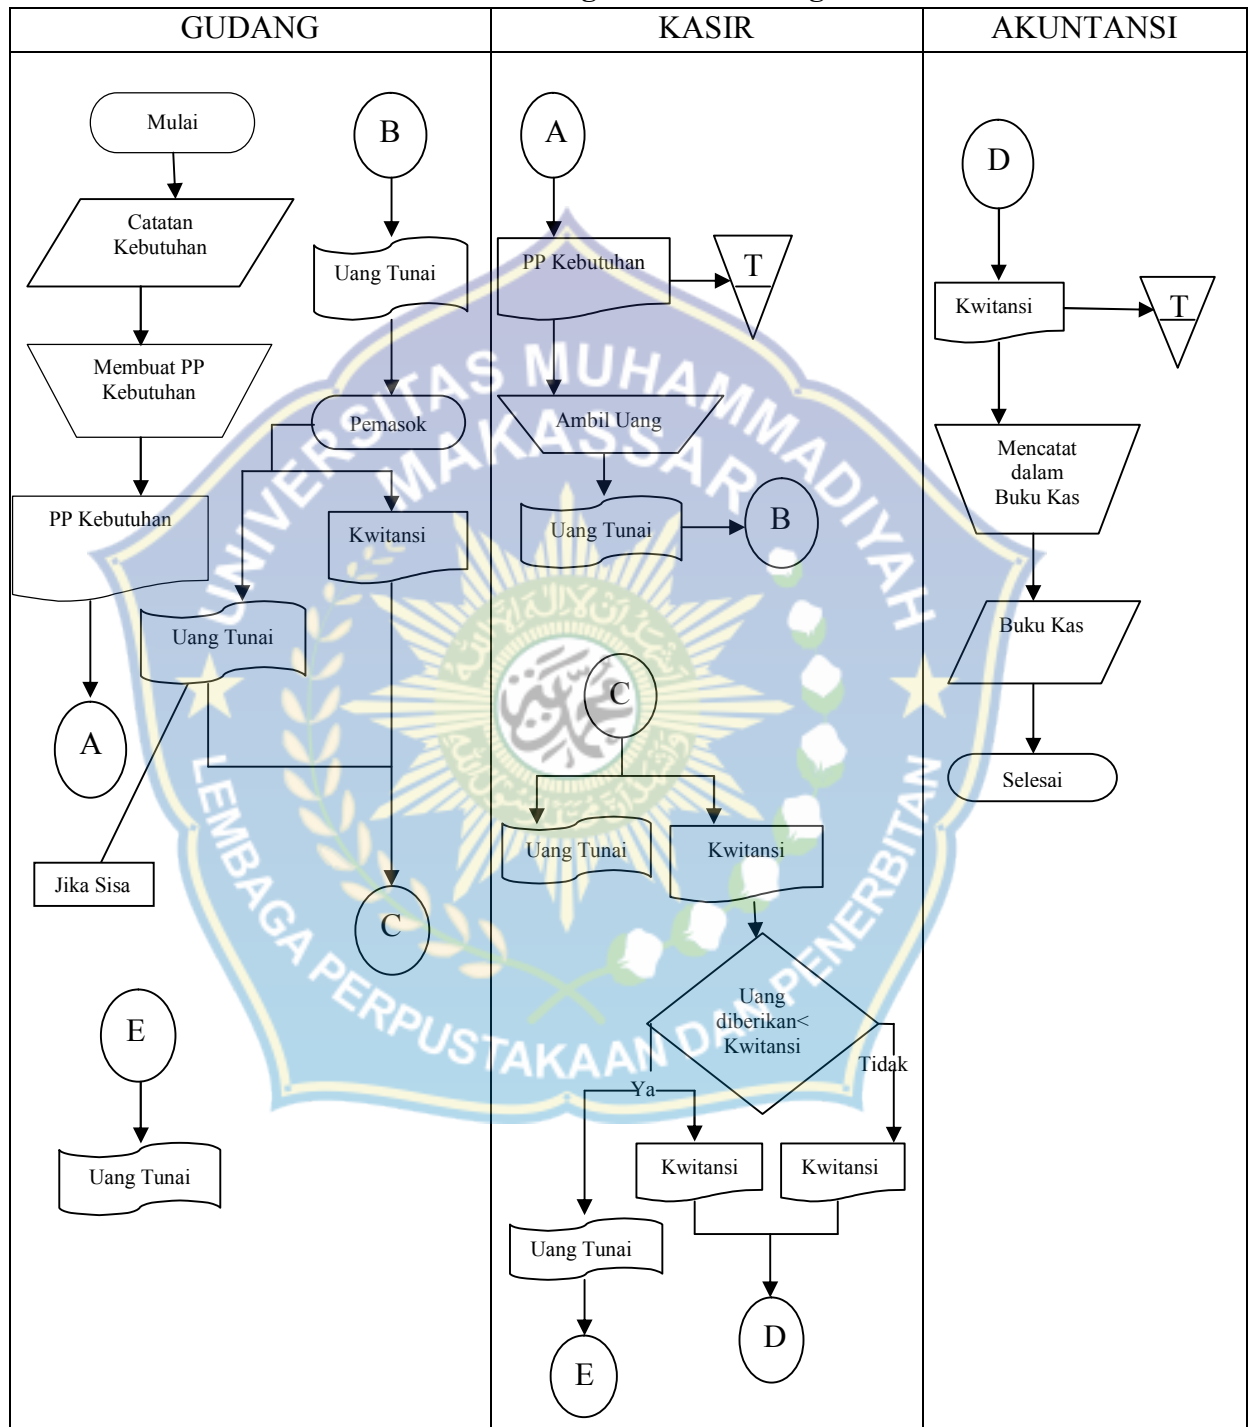 GUDANG
KASIR
AKUNTANSI
Mulai
B
Catatan
Kebutuhan
Uang Tunai
Membuat PP
Kebutuhan
Pemasok
PP Kebutuhan
Kwitansi
Uang Tunai
A
Jika Sisa
C
E
Uang Tunai
A
PP Kebutuhan
T
Ambil Uang
Uang Tunai
B
C
Uang Tunai
Kwitansi
Uang
diberikan<
Kwitansi
Ya
Tidak
Kwitansi
Kwitansi
Uang Tunai
D
E
D
Kwitansi
T
Mencatat
dalam
Buku Kas
Buku Kas
Selesai
UNIVERSITAS MUHAMMADIYAH
MAKASSAR
LEMBAGA PERPUSTAKAAN DAN PENERBITAN